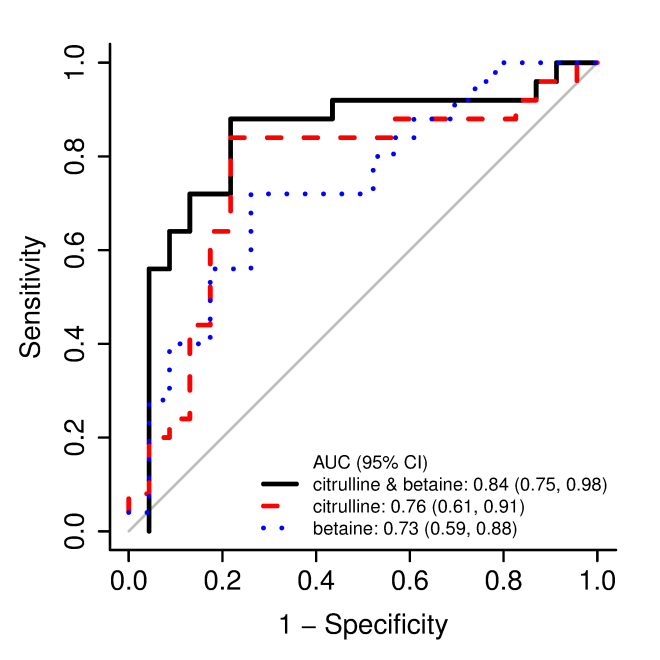 Sensitivity
1.0
0.8
0.6
0.4
0.2
0.0
AUC (95% CI)
citrulline & betaine: 0.84 (0.75, 0.98)
citrulline: 0.76 (0.61, 0.91)
betaine: 0.73 (0.59, 0.88)
0.0 0.2 0.4 0.6 0.8 1.0
1 − Specificity